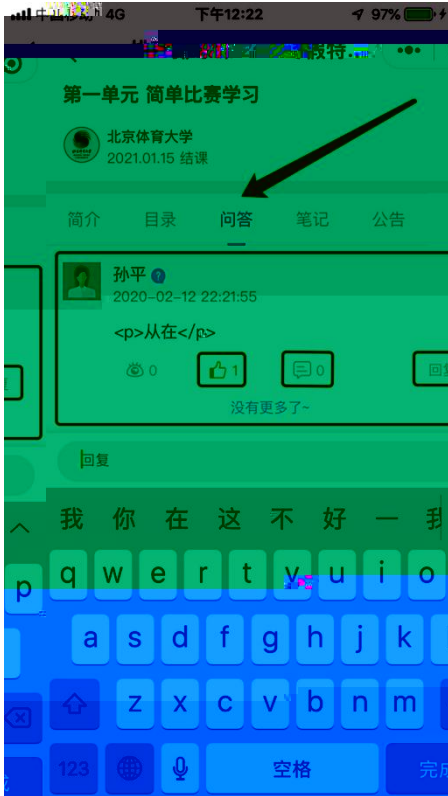 4G 下午12:22 97%
第一单元 简单比赛学习
北京体育大学
2021.01.15 结课
简介 目录 问答 笔记 公告
孙平
2020-02-12 22:21:55
<p>从在</p>
0 1 0
没有更多了~
回复
我 你 在 这 不 好 一 我
p q w e r t y u i o
a s d f g h j k
z x c v b n m
123 空格 完成